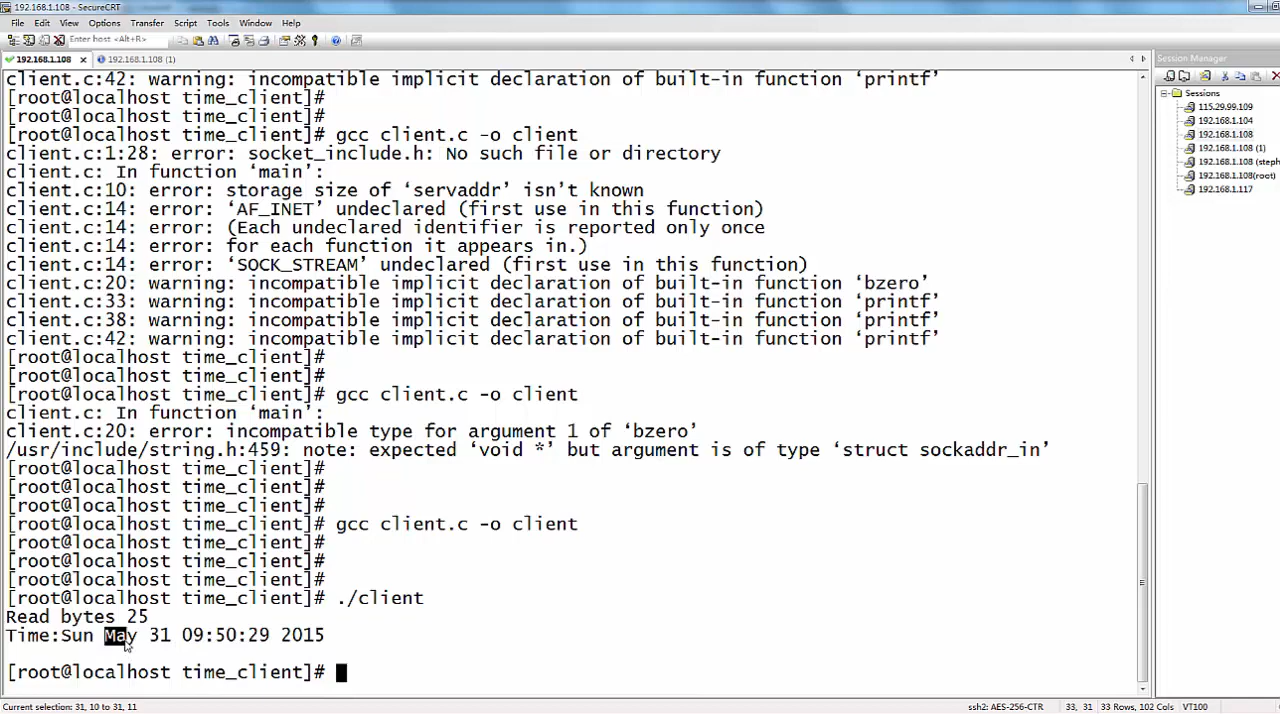 192.168.1.108 - SecureCRT
File Edit View Options Transfer Script Tools Window Help
Enter host <Alt+R>
192.168.1.108 192.168.1.108 (1)
client.c:42: warning: incompatible implicit declaration of built-in function ‘printf’
[root@localhost time_client]#
[root@localhost time_client]#
[root@localhost time_client]# gcc client.c -o client
client.c:1:28: error: socket_include.h: No such file or directory
client.c: In function ‘main’:
client.c:10: error: storage size of ‘servaddr’ isn’t known
client.c:14: error: ‘AF_INET’ undeclared (first use in this function)
client.c:14: error: (Each undeclared identifier is reported only once
client.c:14: error: for each function it appears in.)
client.c:14: error: ‘SOCK_STREAM’ undeclared (first use in this function)
client.c:20: warning: incompatible implicit declaration of built-in function ‘bzero’
client.c:33: warning: incompatible implicit declaration of built-in function ‘printf’
client.c:38: warning: incompatible implicit declaration of built-in function ‘printf’
client.c:42: warning: incompatible implicit declaration of built-in function ‘printf’
[root@localhost time_client]#
[root@localhost time_client]#
[root@localhost time_client]# gcc client.c -o client
client.c: In function ‘main’:
client.c:20: error: incompatible type for argument 1 of ‘bzero’
/usr/include/string.h:459: note: expected ‘void *’ but argument is of type ‘struct sockaddr_in’
[root@localhost time_client]#
[root@localhost time_client]#
[root@localhost time_client]#
[root@localhost time_client]# gcc client.c -o client
[root@localhost time_client]#
[root@localhost time_client]#
[root@localhost time_client]#
[root@localhost time_client]# ./client
Read bytes 25
Time:Sun May 31 09:50:29 2015
[root@localhost time_client]#
Session Manager
Sessions
115.29.99.109
192.168.1.104
192.168.1.108
192.168.1.108 (1)
192.168.1.108 (steph
192.168.1.108(root)
192.168.1.117
Current selection: 31, 10 to 31, 11
ssh2: AES-256-CTR 33, 31 33 Rows, 102 Cols VT100